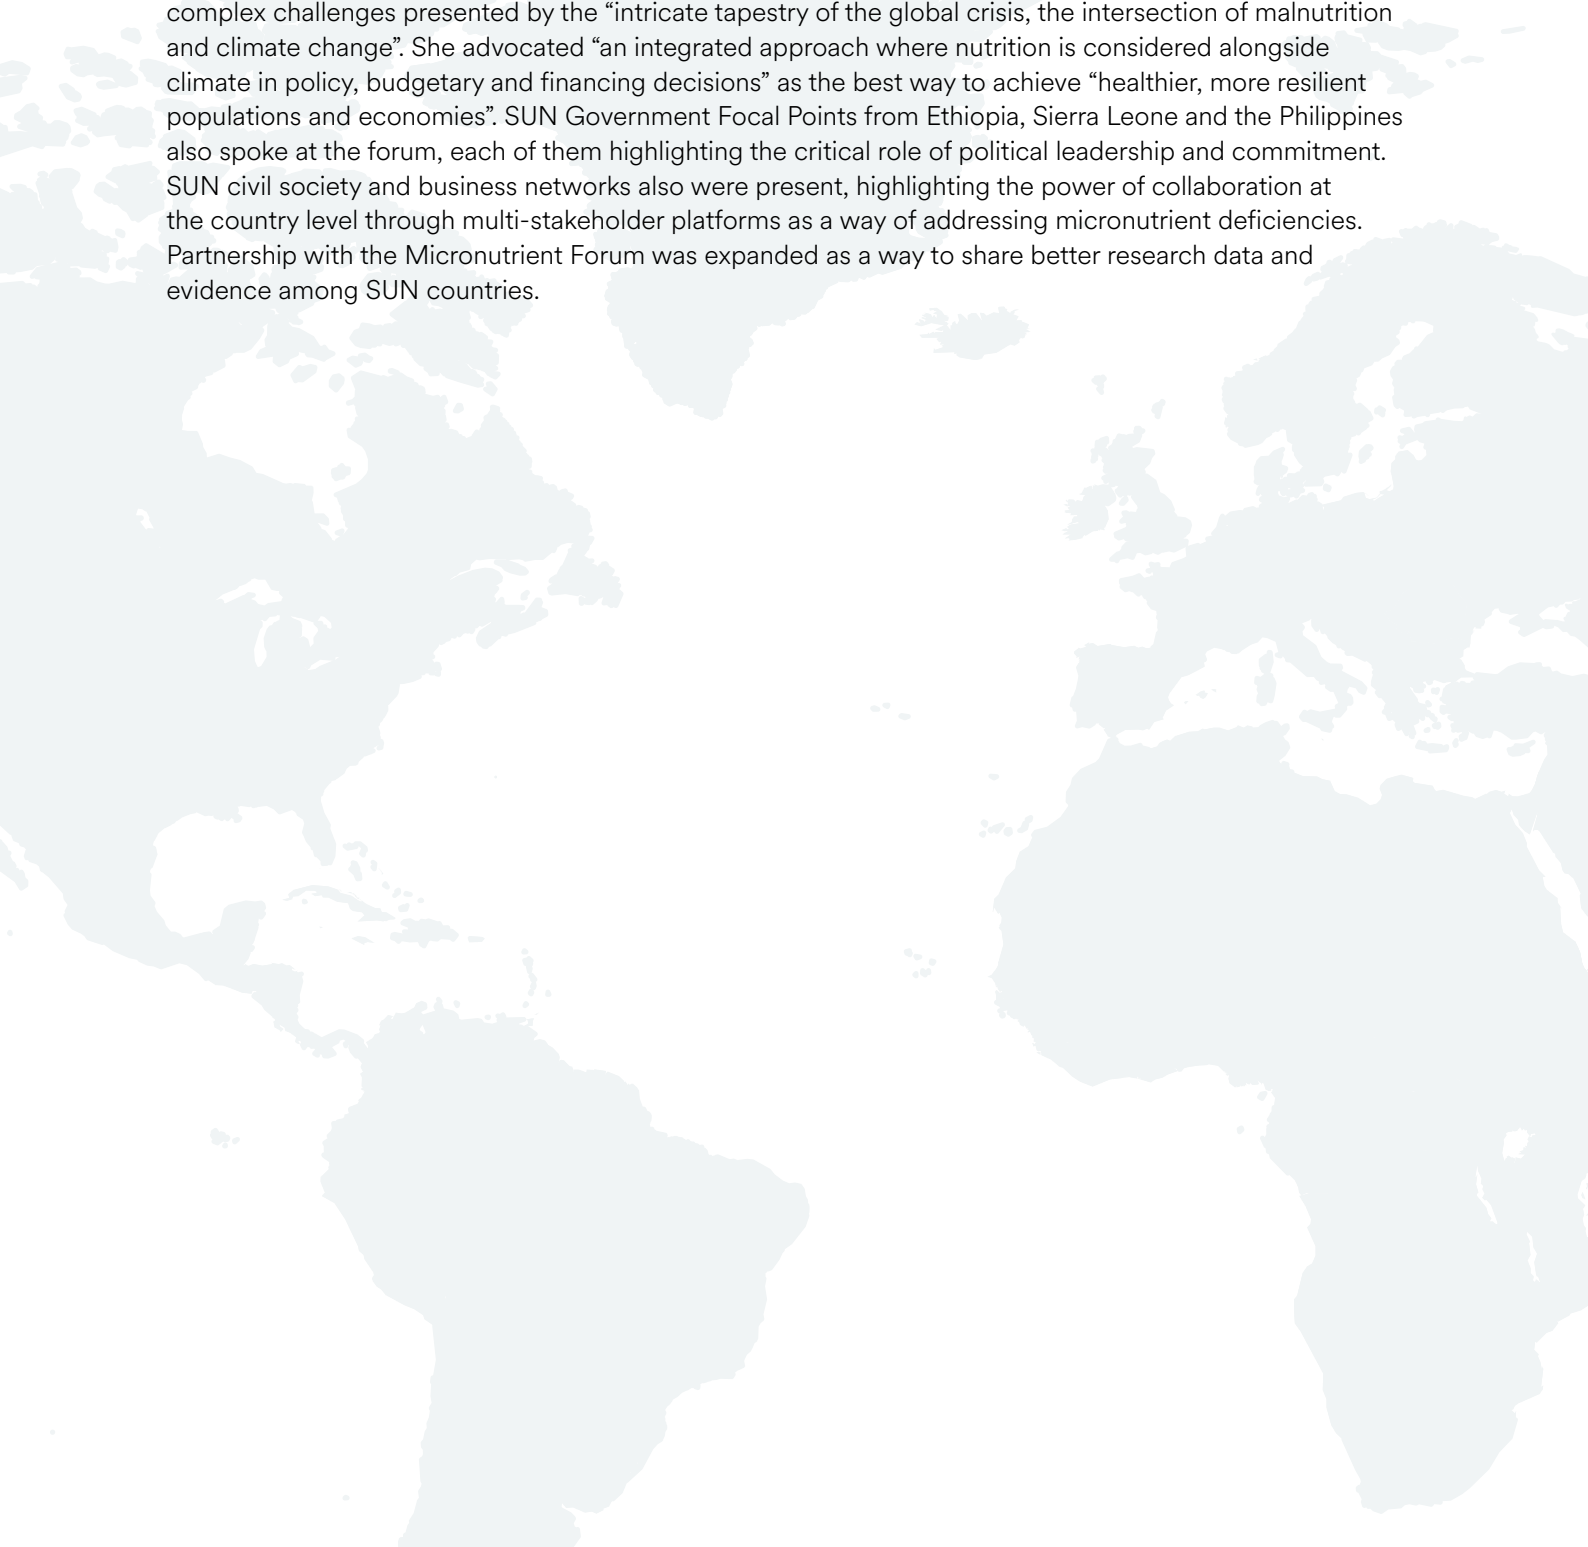 complex challenges presented by the “intricate tapestry of the global crisis, the intersection of malnutrition
and climate change”. She advocated “an integrated approach where nutrition is considered alongside
climate in policy, budgetary and financing decisions” as the best way to achieve “healthier, more resilient
populations and economies”. SUN Government Focal Points from Ethiopia, Sierra Leone and the Philippines
also spoke at the forum, each of them highlighting the critical role of political leadership and commitment.
SUN civil society and business networks also were present, highlighting the power of collaboration at
the country level through multi-stakeholder platforms as a way of addressing micronutrient deficiencies.
Partnership with the Micronutrient Forum was expanded as a way to share better research data and
evidence among SUN countries.